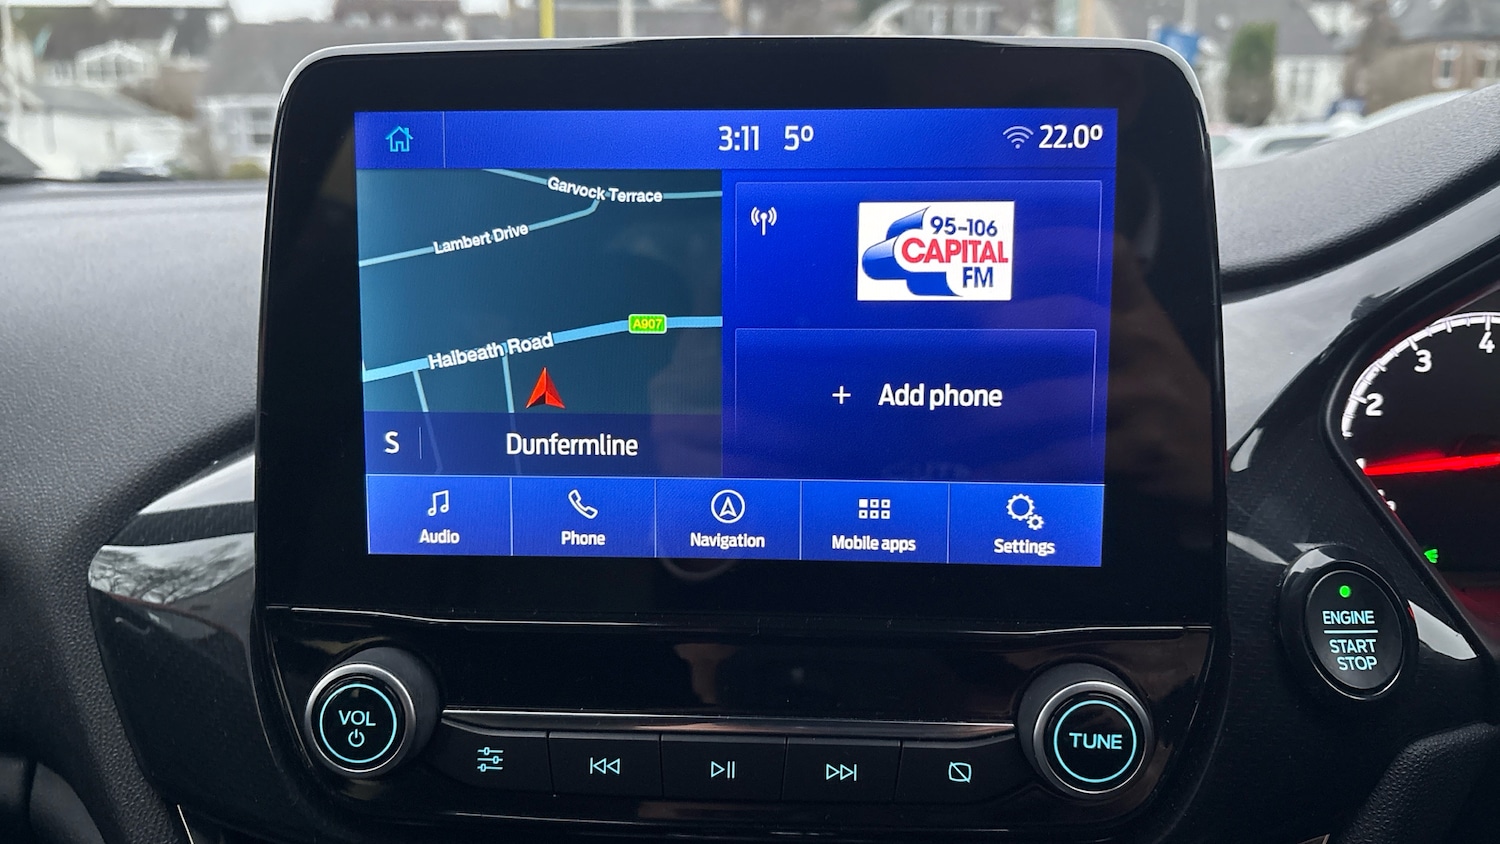 3:11 5º
22.0º
Garvock Terrace
Lambert Drive
A907
Halbeath Road
S
Dunfermline
95-106
CAPITAL
FM
+ Add phone
Audio
Phone
Navigation
Mobile apps
Settings
2
3
4
ENGINE
START
STOP
VOL
TUNE